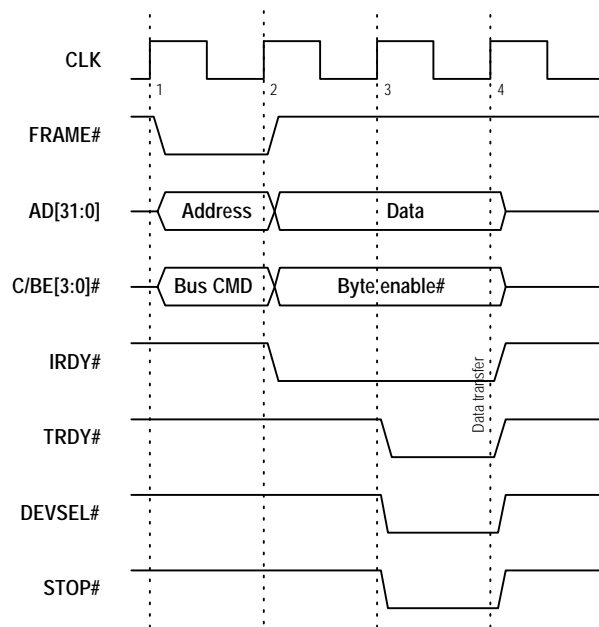 CLK
1 2 3 4
FRAME#
AD[31:0] Address Data
C/BE[3:0]# Bus CMD Byte enable#
IRDY#
Data transfer
TRDY#
DEVSEL#
STOP#